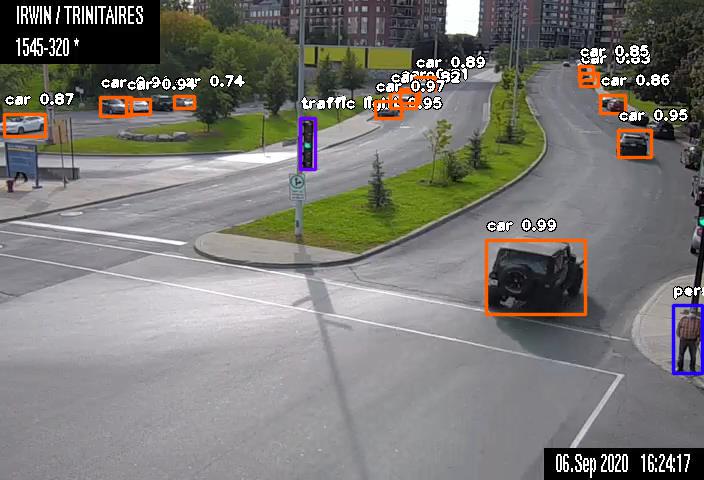 IRWIN / TRINITAIRES
1545-320 *
car 0.85
car 0.89
car 0.86
car 0.94
car 0.74
car 0.97
car 0.87
traffic
car 0.95
car 0.99
06.Sep 2020 16:24:17